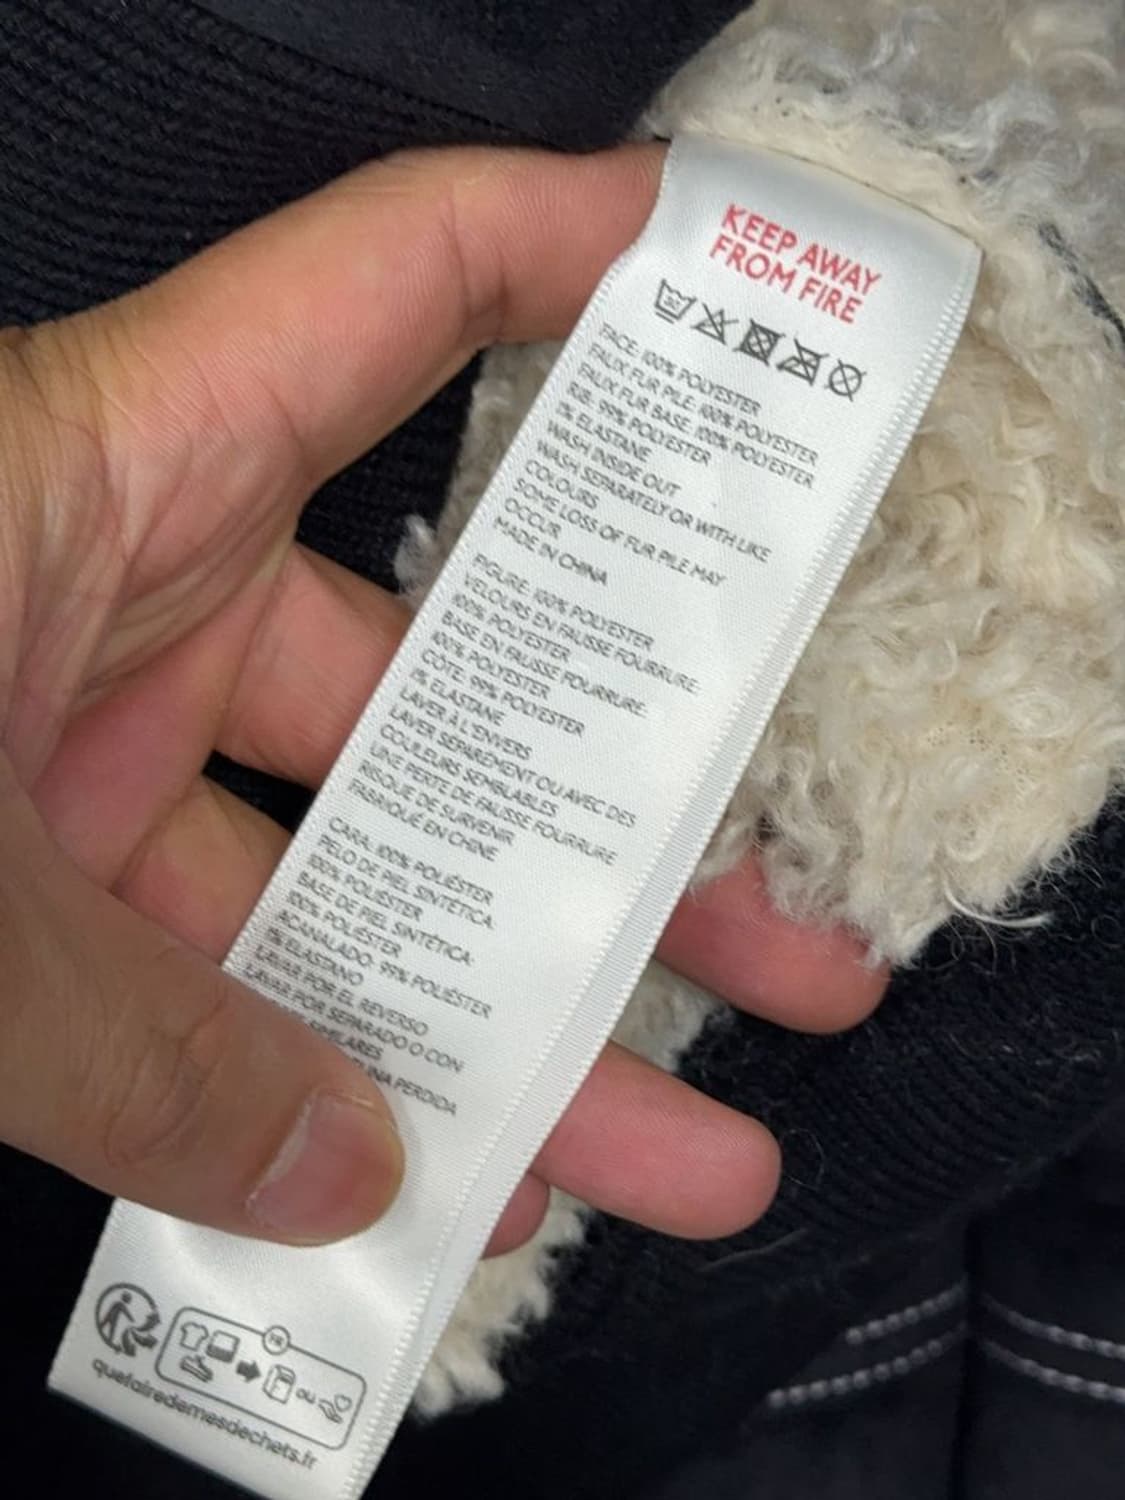 KEEP AWAY
FROM FIRE
FACE: 100% POLYESTER
FAUX FUR PILE: 100% POLYESTER
FAUX FUR BASE: 100% POLYESTER.
RIB: 99% POLYESTER
1% ELASTANE
WASH INSIDE OUT
WASH SEPARATELY OR WITH LIKE
COLOURS
SOME LOSS OF FUR PILE MAY
OCCUR
MADE IN CHINA
FIGURE: 100% POLYESTER
VELOURS EN FAUSSE FOURRURE:
100% POLYESTER
BASE EN FAUSSE FOURRURE:
100% POLYESTER
CÔTE: 99% POLYESTER
1% ELASTANE
LAVER À L'ENVERS
LAVER SÉPAREMENT OU AVEC DES
COULEURS SEMBLABLES
UNE PERTE DE FAUSSE FOURRURE
RISQUE DE SURVENIR
FABRIQUÉ EN CHINE
CARA: 100% POLIÉSTER
PELO DE PIEL SINTÉTICA:
100% POLIÉSTER
BASE DE PIEL SINTÉTICA:
100% POLIÉSTER
ACANALADO: 99% POLIÉSTER
1% ELASTANO
LAVAR POR EL REVERSO
LAVAR POR SEPARADO O CON
SIMILARES
UNA PERDIDA
FR
ou
quefairedemesdechets.fr